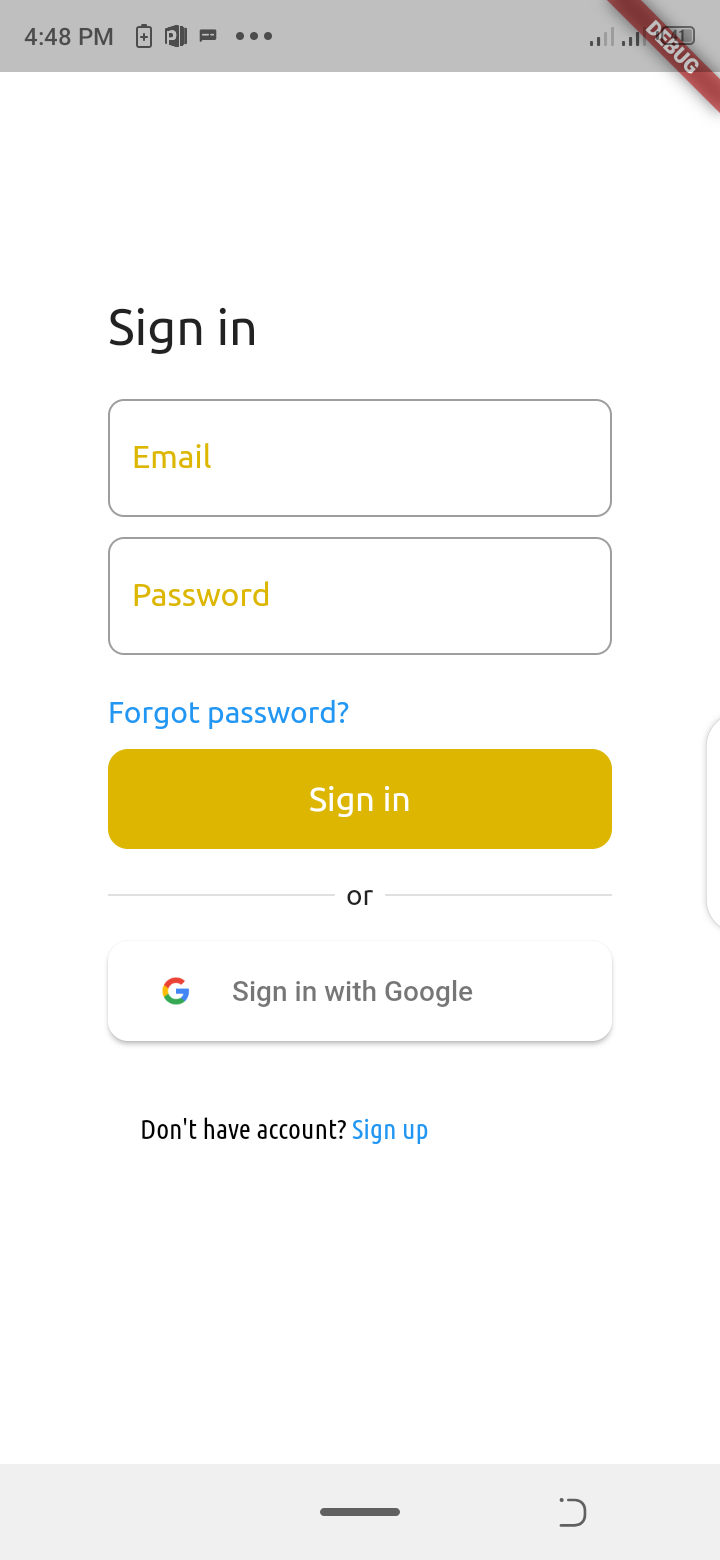 4:48 PM
41
DEBUG
Sign in
Email
Password
Forgot password?
Sign in
or
Sign in with Google
Don't have account? Sign up